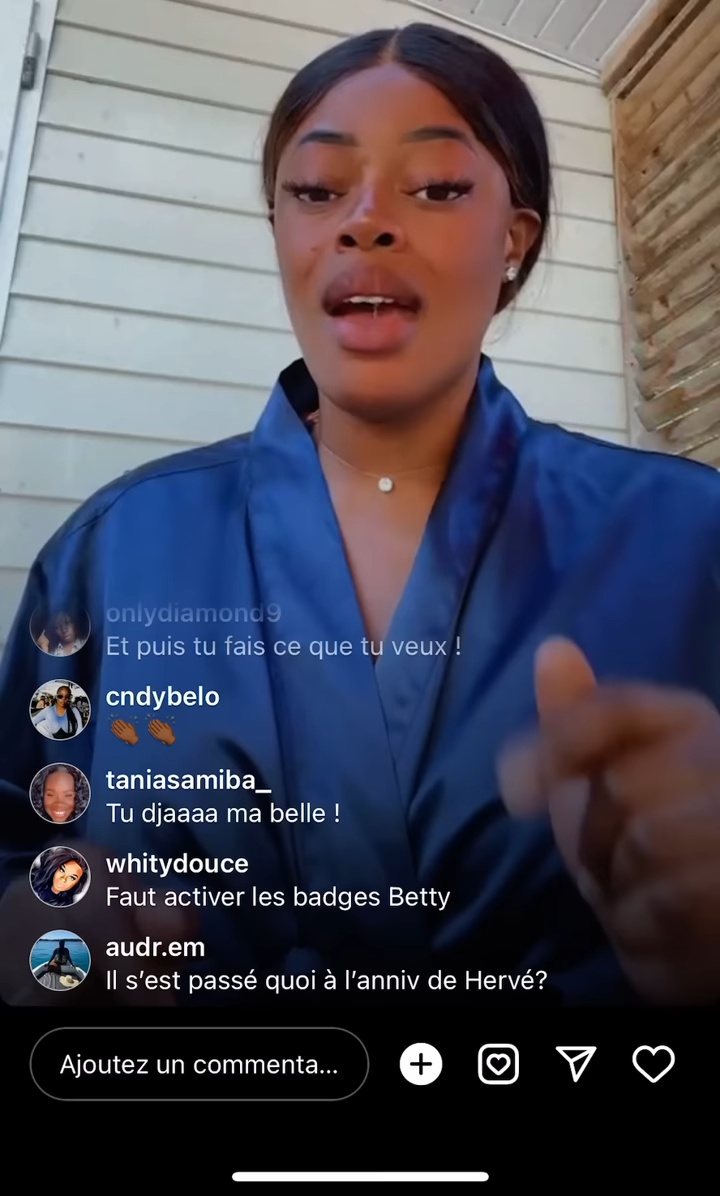 onlydiamond9
Et puis tu fais ce que tu veux !
cndybelo
👏🏾 👏🏾
taniasamiba_
Tu djaaaa ma belle !
whitydouce
Faut activer les badges Betty
audr.em
Il s’est passé quoi à l’anniv de Hervé?
Ajoutez un commenta...